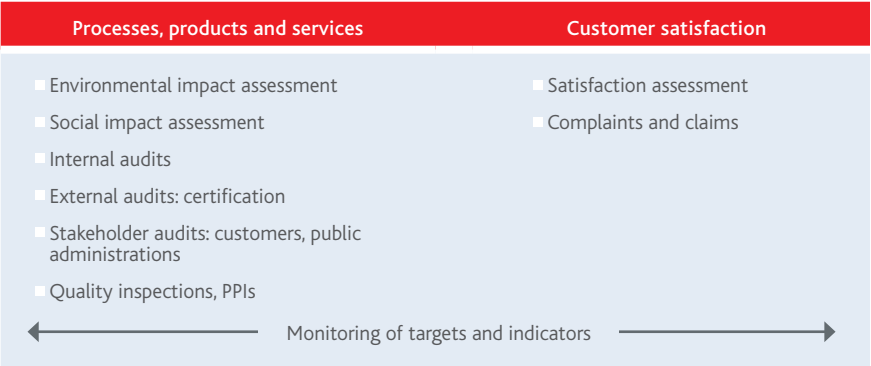 Processes, products and services
Customer satisfaction
Environmental impact assessment
Social impact assessment
Internal audits
External audits: certification
Stakeholder audits: customers, public
administrations
Quality inspections, PPIs
Satisfaction assessment
Complaints and claims
Monitoring of targets and indicators